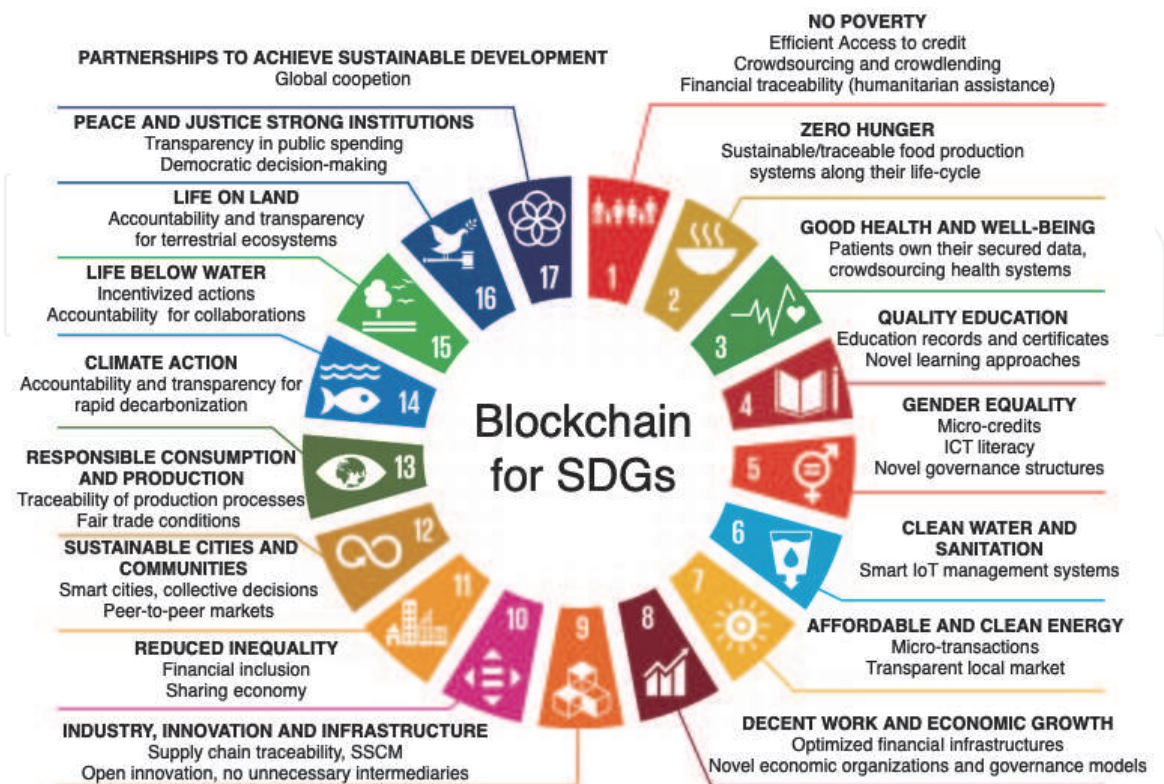 NO POVERTY
Efficient Access to credit
Crowdsourcing and crowdlending
Financial traceability (humanitarian assistance)
ZERO HUNGER
Sustainable/traceable food production
systems along their life-cycle
GOOD HEALTH AND WELL-BEING
Patients own their secured data,
crowdsourcing health systems
QUALITY EDUCATION
Education records and certificates
Novel learning approaches
GENDER EQUALITY
Micro-credits
ICT literacy
Novel governance structures
CLEAN WATER AND
SANITATION
Smart IoT management systems
AFFORDABLE AND CLEAN ENERGY
Micro-transactions
Transparent local market
DECENT WORK AND ECONOMIC GROWTH
Optimized financial infrastructures
Novel economic organizations and governance models
INDUSTRY, INNOVATION AND INFRASTRUCTURE
Supply chain traceability, SSCM
Open innovation, no unnecessary intermediaries
REDUCED INEQUALITY
Financial inclusion
Sharing economy
SUSTAINABLE CITIES AND
COMMUNITIES
Smart cities, collective decisions
Peer-to-peer markets
RESPONSIBLE CONSUMPTION
AND PRODUCTION
Traceability of production processes
Fair trade conditions
CLIMATE ACTION
Accountability and transparency for
rapid decarbonization
LIFE BELOW WATER
Incentivized actions
Accountability for collaborations
LIFE ON LAND
Accountability and transparency
for terrestrial ecosystems
PEACE AND JUSTICE STRONG INSTITUTIONS
Transparency in public spending
Democratic decision-making
PARTNERSHIPS TO ACHIEVE SUSTAINABLE DEVELOPMENT
Global coopetion
1
2
3
4
5
6
7
8
9
10
11
12
13
14
15
16
17
Blockchain
for SDGs